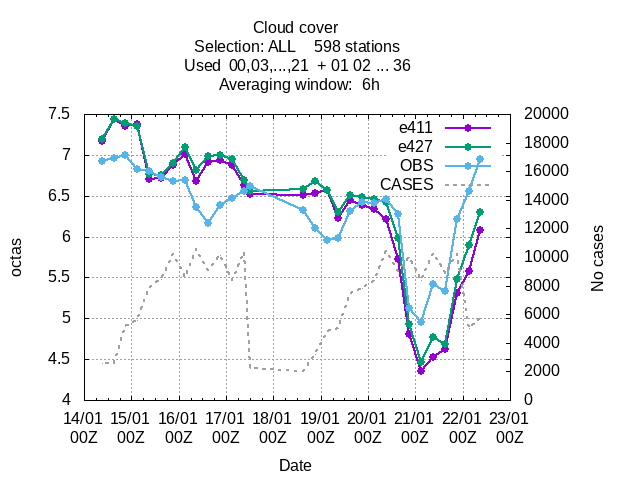 Cloud cover
Selection: ALL    598 stations
Used  00,03,...,21  + 01 02 ... 36
Averaging window:  6h
e411
e427
OBS
CASES
7.5
7
6.5
6
5.5
5
4.5
4
20000
18000
16000
14000
12000
10000
8000
6000
4000
2000
0
octas
No cases
14/01 15/01 16/01 17/01 18/01 19/01 20/01 21/01 22/01 23/01
00Z 00Z 00Z 00Z 00Z 00Z 00Z 00Z 00Z 00Z
Date